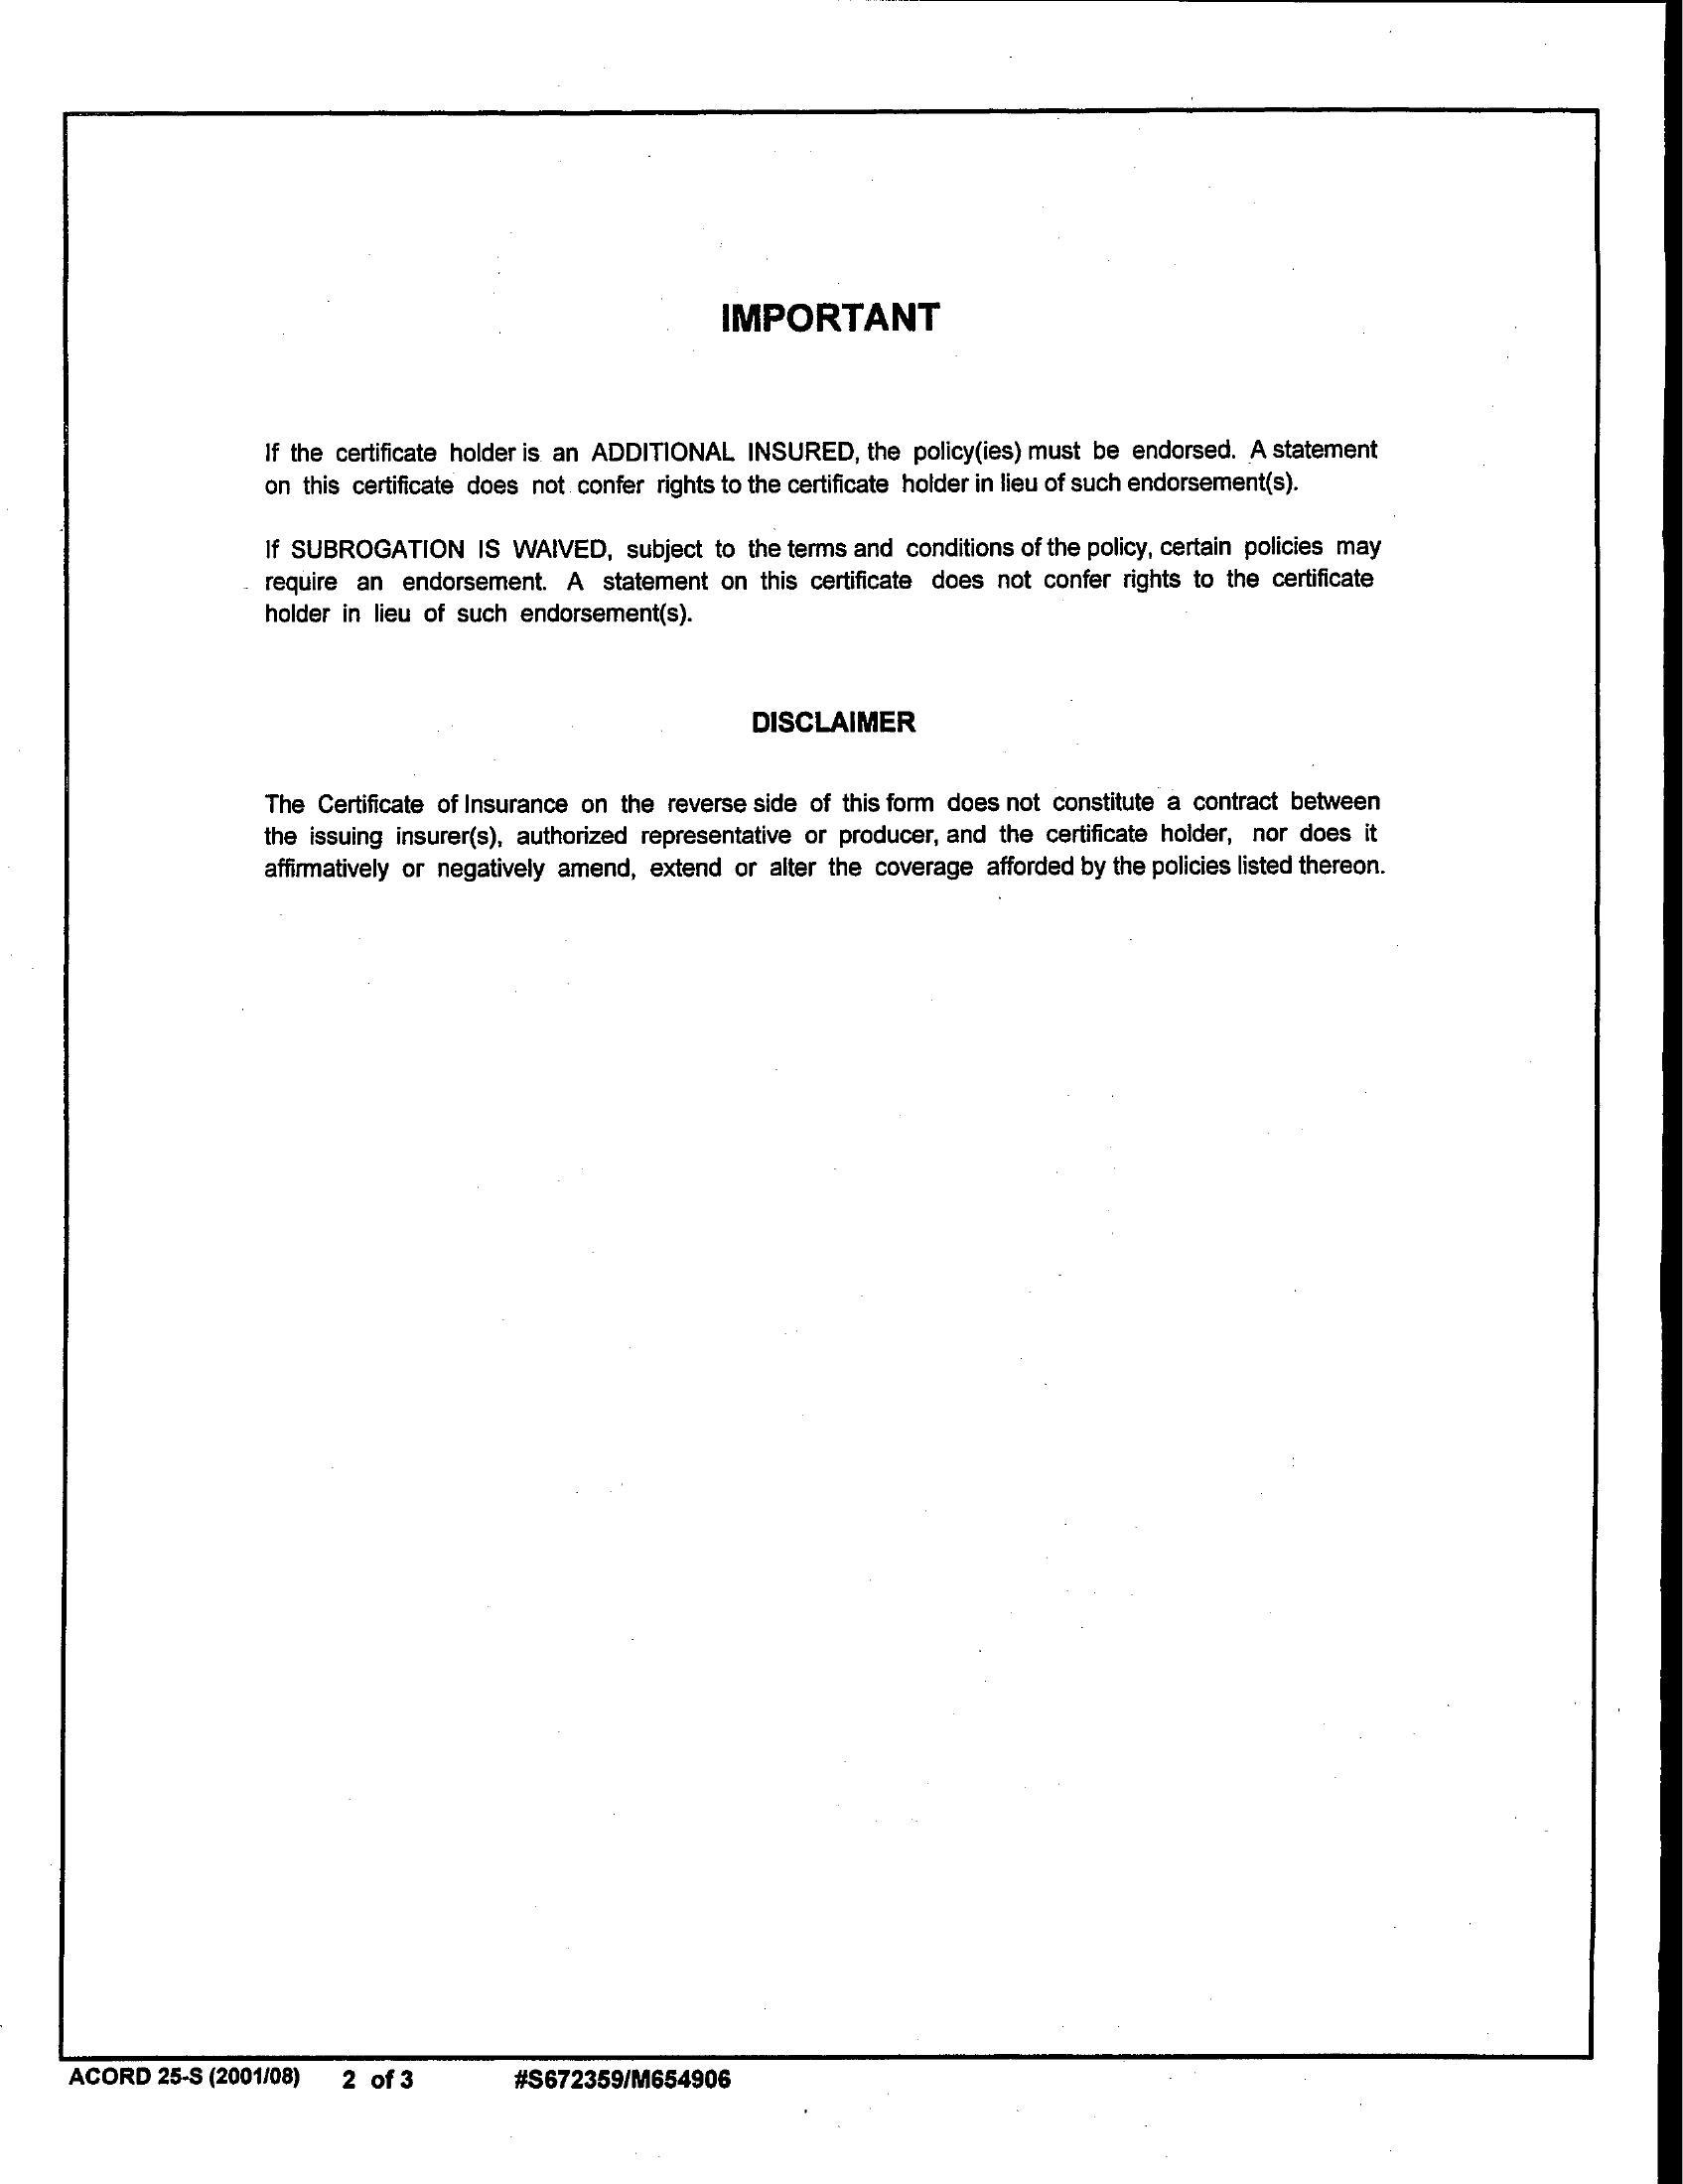 IMPORTANT
If the certificate holder is an ADDITIONAL INSURED, the policy(ies) must be endorsed. A statement
on this certificate does not confer rights to the certificate holder in lieu of such endorsement(s).
If SUBROGATION IS WAIVED, subject to the terms and conditions of the policy, certain policies may
require an endorsement. A statement on this certificate does not confer rights to the certificate
holder in lieu of such endorsement(s).
DISCLAIMER
The Certificate of Insurance on the reverse side of this form does not constitute a contract between
the issuing insurer(s), authorized representative or producer, and the certificate holder, nor does it
affirmatively or negatively amend, extend or alter the coverage afforded by the policies listed thereon.
ACORD 25-S (2001/08) 2 of 3 #S672359/M654906